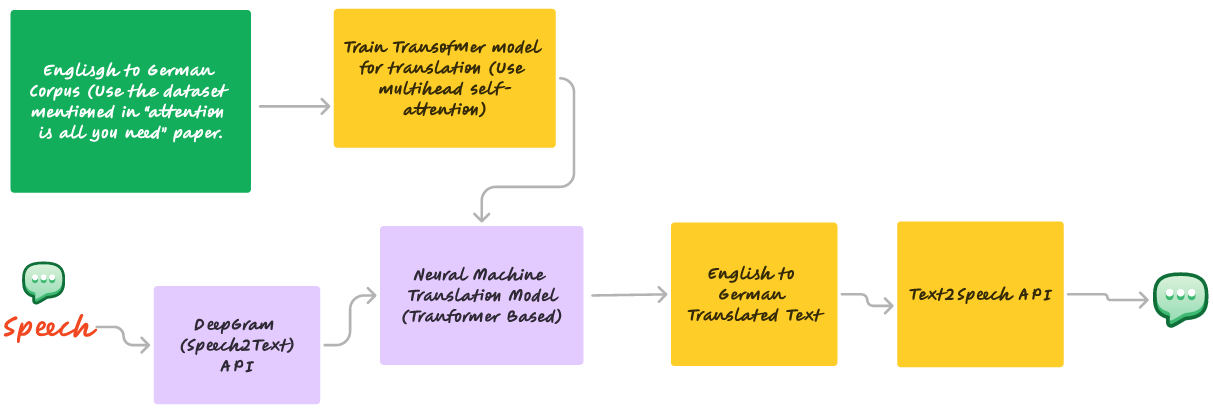 Englisgh to German
Corpus (Use the dataset
mentioned in "attention
is all you need" paper.
Train Transofmer model
for translation (Use
multihead self-
attention)
Speech
DeepGram
(Speech2Text)
API
Neural Machine
Translation Model
(Tranformer Based)
English to
German
Translated Text
Text2Speech API